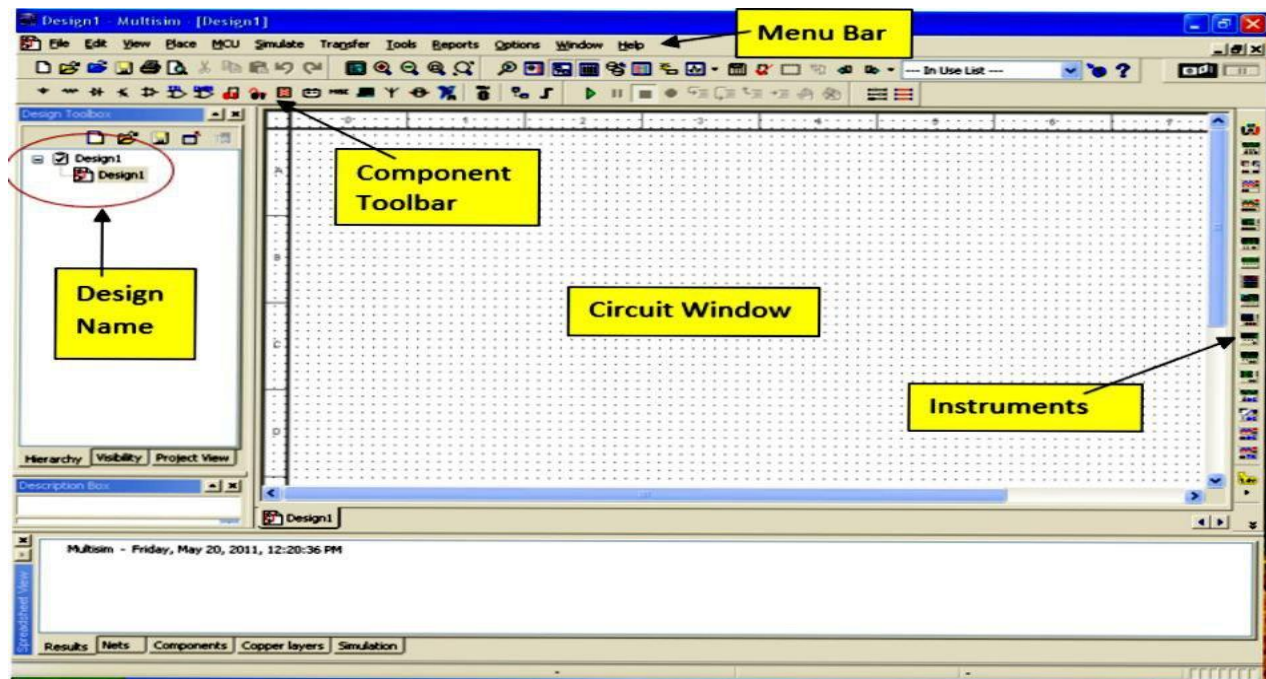 Design1 - Multisim - [Design1]
File Edit View Place MCU Simulate Transfer Tools Reports Options Window Help
Menu Bar
--- In Use List ---
Design Toolbox
Design1
Design1
Component
Toolbar
Design
Name
Circuit Window
Instruments
A
B
C
D
Hierarchy Visibility Project View
Description Box
Design1
Multisim - Friday, May 20, 2011, 12:20:36 PM
Spreadsheet View
Results Nets Components Copper layers Simulation